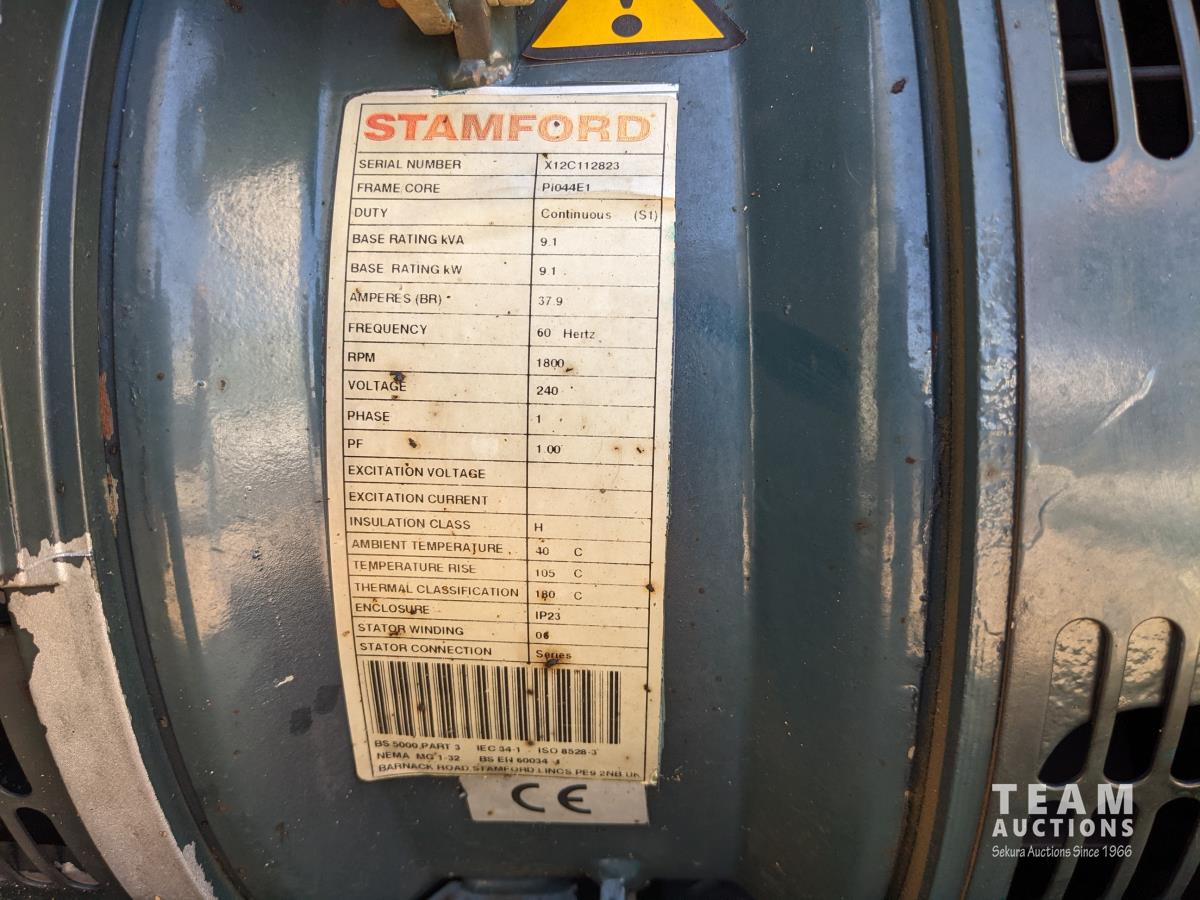 STAMFORD
SERIAL NUMBER X12C112823
FRAME CORE PI044E1
DUTY Continuous (S1)
BASE RATING kVA 9.1
BASE RATING kW 9.1
AMPERES (BR) 37.9
FREQUENCY 60 Hertz
RPM 1800
VOLTAGE 240
PHASE 1
PF 1.00
EXCITATION VOLTAGE
EXCITATION CURRENT
INSULATION CLASS H
AMBIENT TEMPERATURE 40 C
TEMPERATURE RISE 105 C
THERMAL CLASSIFICATION 180 C
ENCLOSURE IP23
STATOR WINDING 06
STATOR CONNECTION Series
BS 5000,PART 3 IEC 34-1 ISO 8528-3
NEMA MG 1-32 BS EN 60034
BARNACK ROAD,STAMFORD LINCS PE9 2NB UK
CE
TEAM
AUCTIONS
Sekura Auctions Since 1966